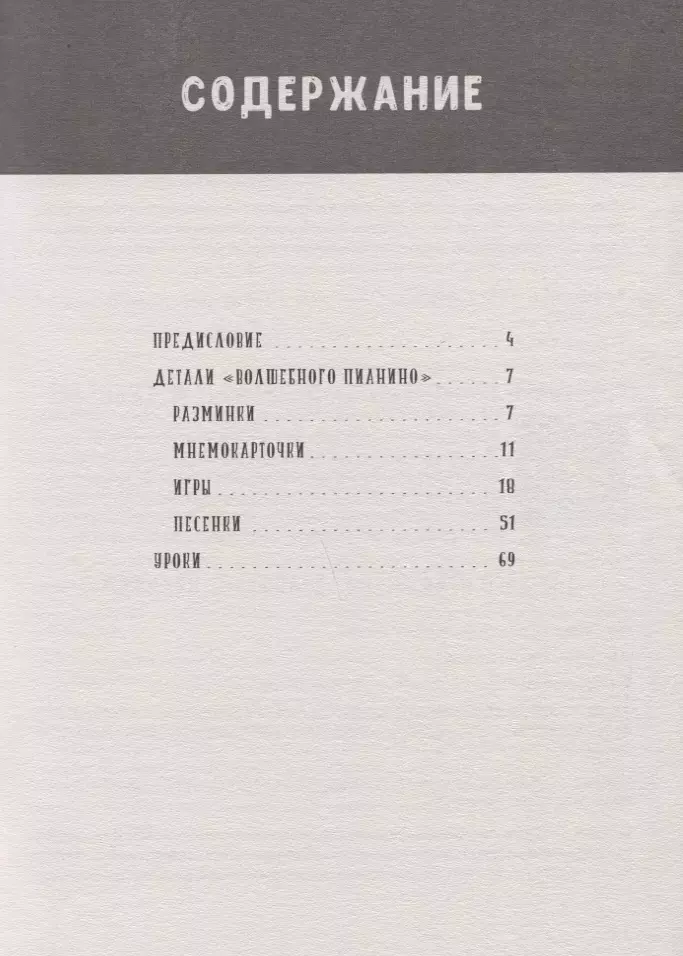 СОДЕРЖАНИЕ
ПРЕДИСЛОВИЕ 4
ДЕТАЛИ «ВОЛШЕБНОГО ПИАНИНО» 7
РАЗМИНКИ 7
МНЕМОКАРТОЧКИ 11
ИГРЫ 18
ПЕСЕНКИ 51
УРОКИ 69